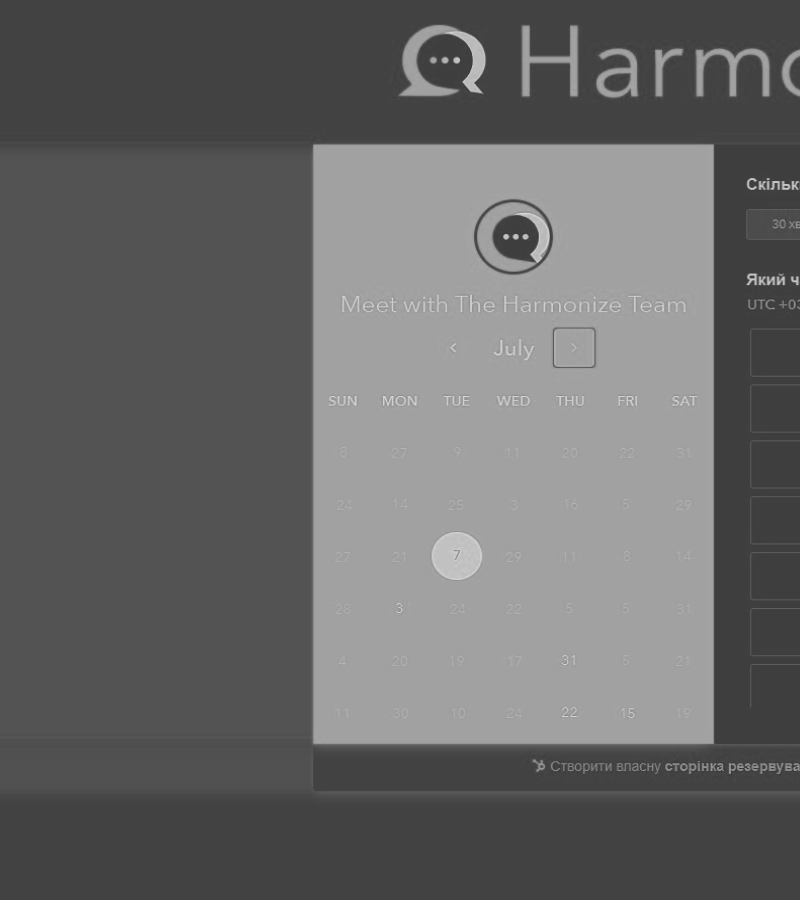 Harmo
Meet with The Harmonize Team
July
SUN MON TUE WED THU FRI SAT
8 27 9 11 20 22 31
24 14 25 3 16 5 29
27 21 7 29 11 8 14
28 3 24 22 5 5 31
4 20 19 17 31 6 21
11 30 10 24 22 15 19
Скільк
30 хв
Який ч
UTC +03
Створити власну сторінка резервува